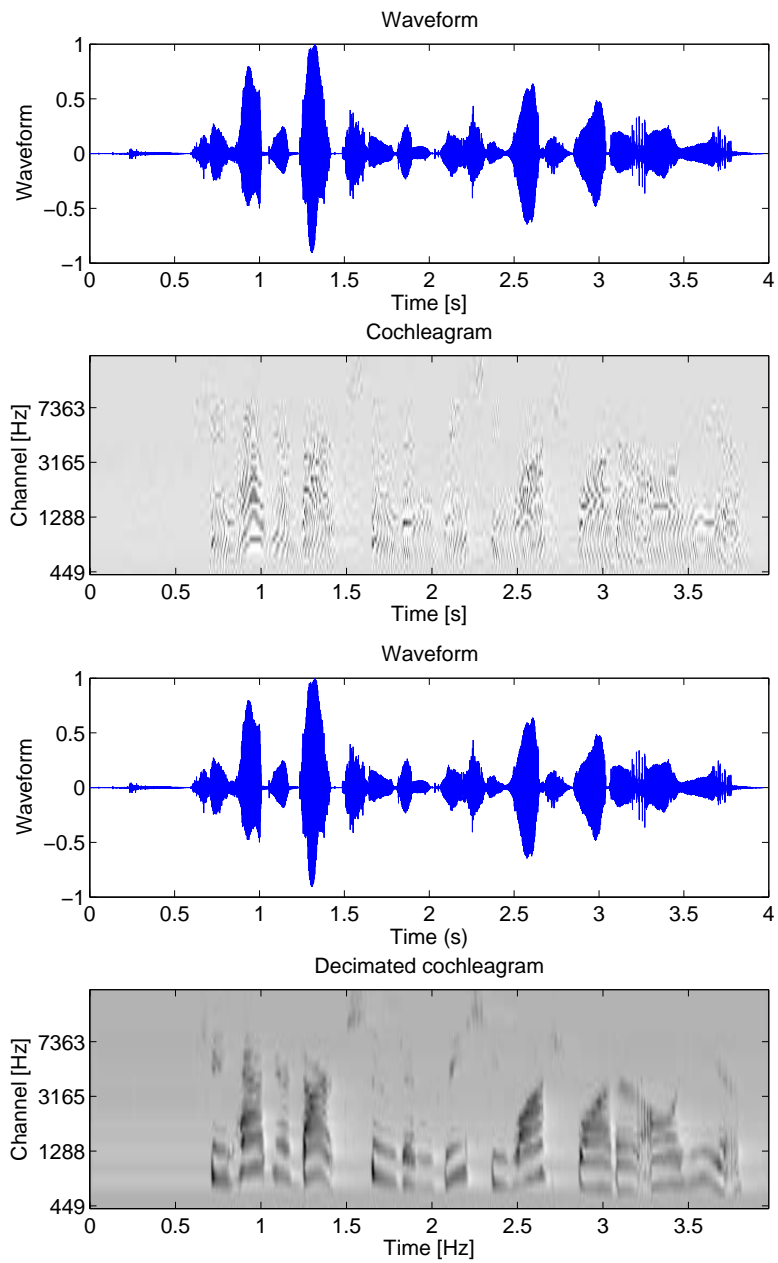 Waveform
1
0.5
0
−0.5
−1
Waveform
0 0.5 1 1.5 2 2.5 3 3.5 4
Time [s]
Cochleagram
7363
3165
1288
449
Channel [Hz]
0 0.5 1 1.5 2 2.5 3 3.5
Time [s]
Waveform
1
0.5
0
−0.5
−1
Waveform
0 0.5 1 1.5 2 2.5 3 3.5 4
Time (s)
Decimated cochleagram
7363
3165
1288
449
Channel [Hz]
0 0.5 1 1.5 2 2.5 3 3.5
Time [Hz]